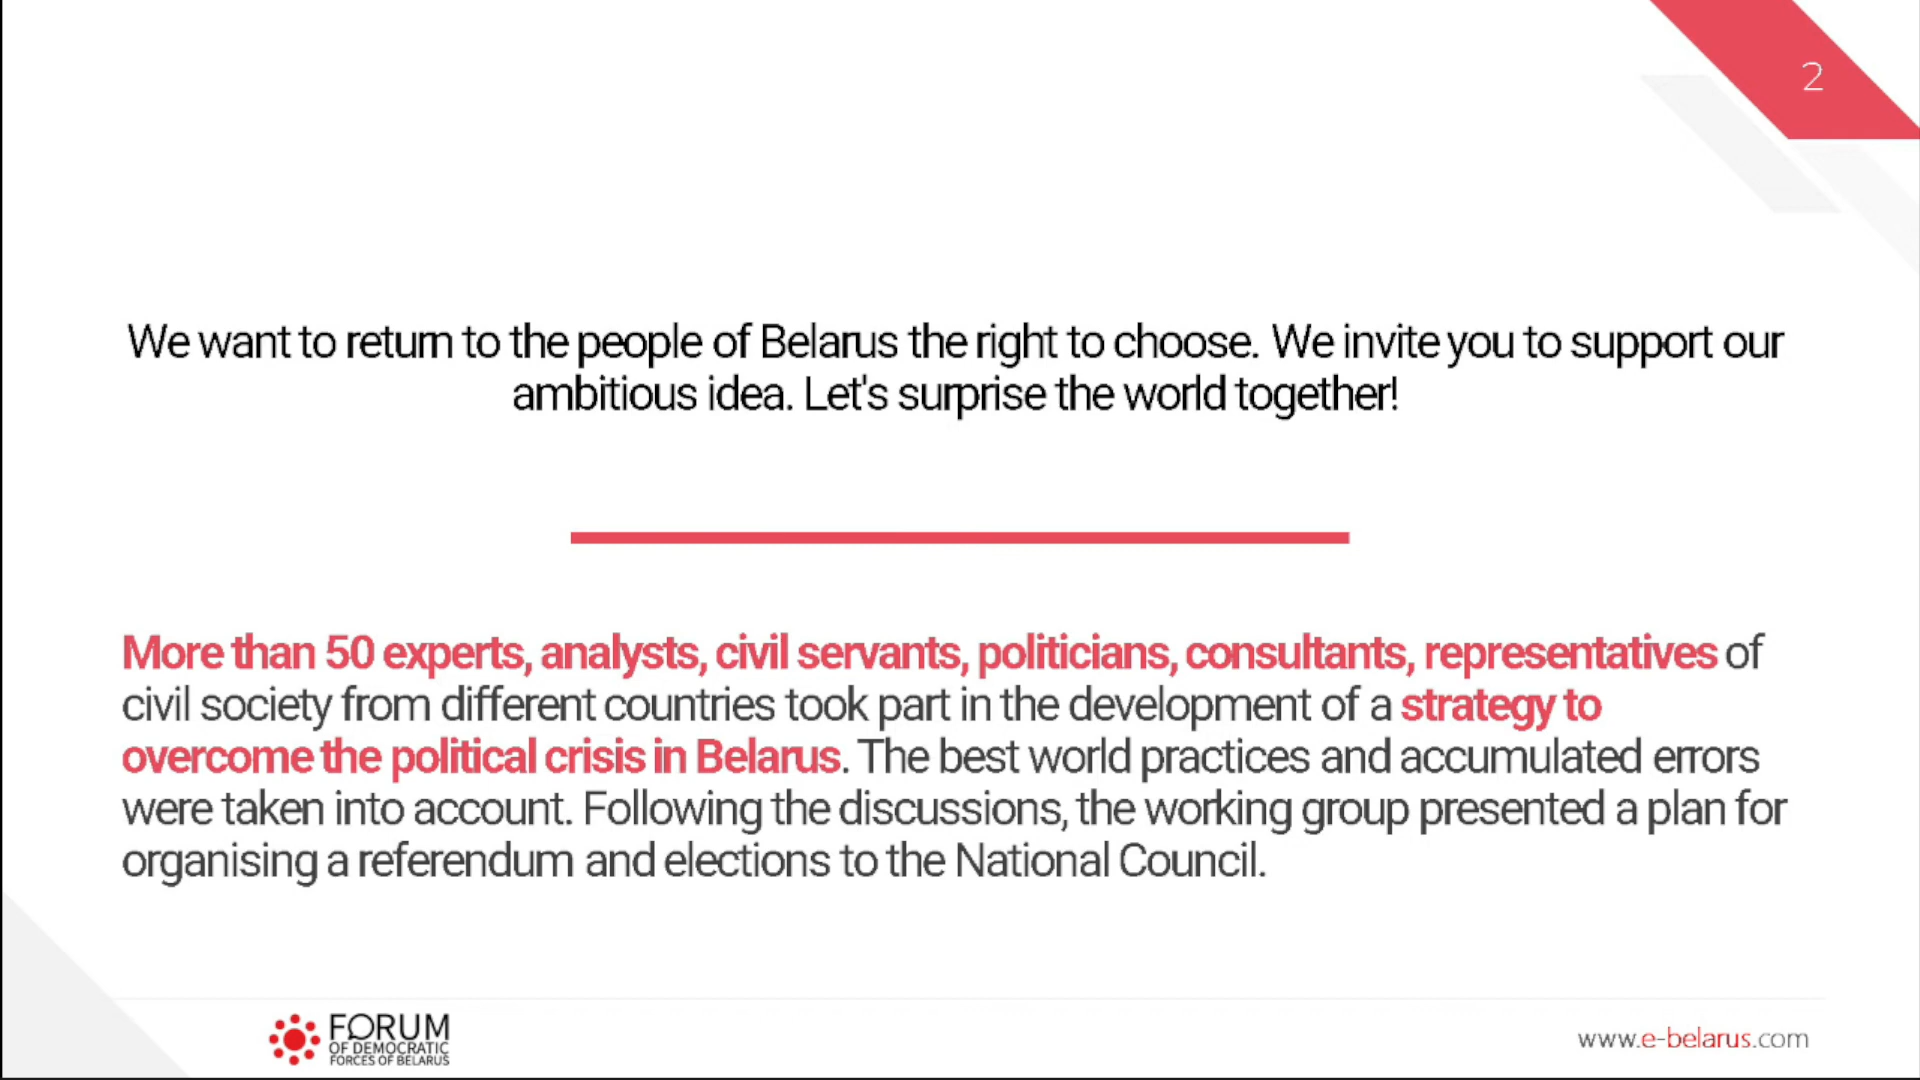 2
We want to return to the people of Belarus the right to choose. We invite you to support our
ambitious idea. Let's surprise the world together!
More than 50 experts, analysts, civil servants, politicians, consultants, representatives of
civil society from different countries took part in the development of a strategy to
overcome the political crisis in Belarus. The best world practices and accumulated errors
were taken into account. Following the discussions, the working group presented a plan for
organising a referendum and elections to the National Council.
FORUM
OF DEMOCRATIC
FORCES OF BELARUS
www.e-belarus.com